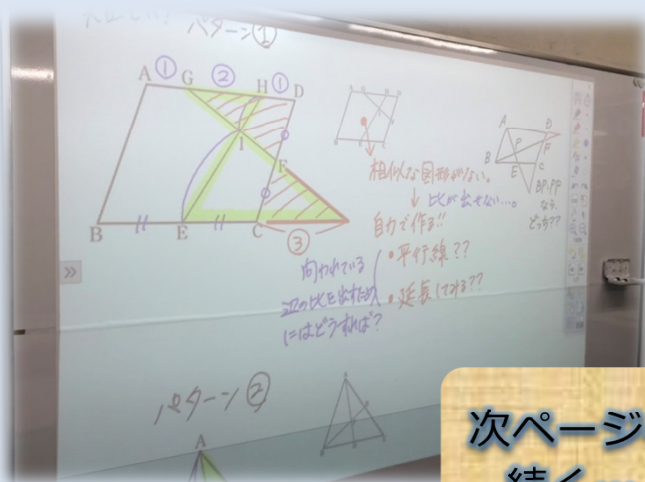 パターン①
A ① G ② H ① D
I
F
B E C
③
相似な図形がない。
↓ 比が出せない…。
自力で作る!!
・平行線??
・延長してみる??
問われている
辺の比を出すため
にはどうすれば?
A D
P F
B E C
BP:PF
なら、
どっち??
パターン②
A
次ページ
続く